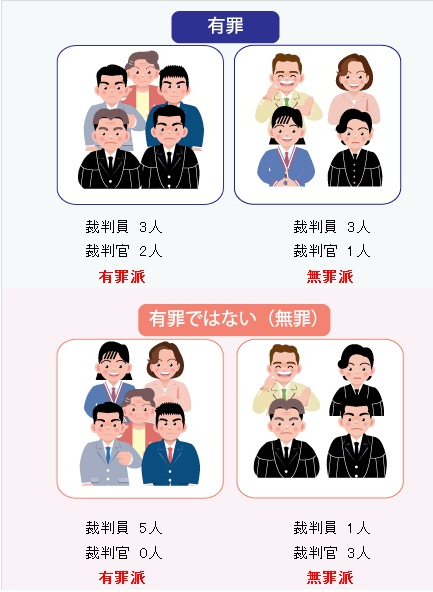 有罪
裁判員 3人
裁判官 2人
有罪派
裁判員 3人
裁判官 1人
無罪派
有罪ではない（無罪）
裁判員 5人
裁判官 0人
有罪派
裁判員 1人
裁判官 3人
無罪派